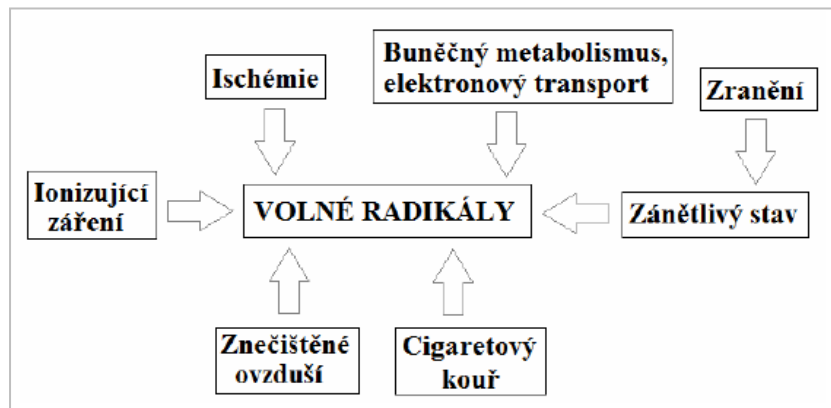 Ischémie
Buněčný metabolismus,
elektronový transport
Zranění
Ionizující
záření
VOLNÉ RADIKÁLY
Zánětlivý stav
Znečištěné
ovzduší
Cigaretový
kouř